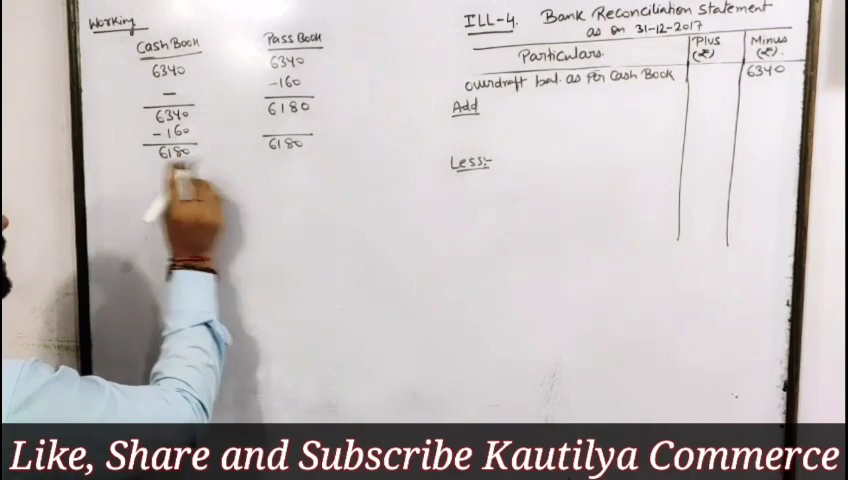 Working
Cash Book
6340
—
6340
-160
6180
Pass Book
6340
-160
6180
6180
ILL-4. Bank Reconciliation Statement
as on 31-12-2017
Particulars. Plus (₹) Minus (₹).
overdraft bal. as per Cash Book 6340
Add
Less:-
Like, Share and Subscribe Kautilya Commerce